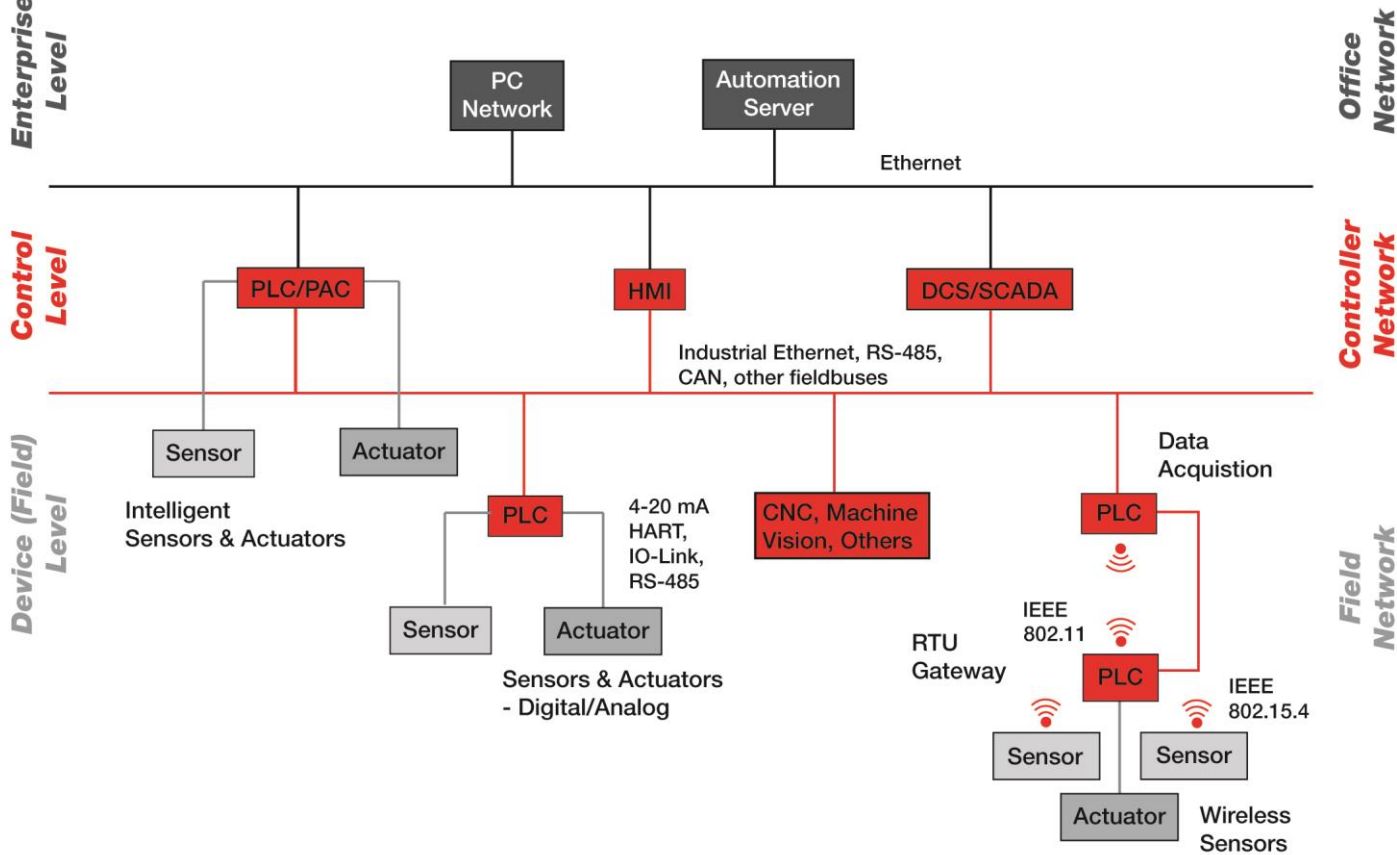 Enterprise
Level
PC
Network
Automation
Server
Office
Network
Ethernet
Control
Level
PLC/PAC
HMI
DCS/SCADA
Controller
Network
Industrial Ethernet, RS-485,
CAN, other fieldbuses
Device (Field)
Level
Sensor
Actuator
Intelligent
Sensors & Actuators
PLC
4-20 mA
HART,
IO-Link,
RS-485
Sensor
Actuator
Sensors & Actuators
- Digital/Analog
CNC, Machine
Vision, Others
Data
Acquistion
PLC
IEEE
802.11
RTU
Gateway
PLC
IEEE
802.15.4
Sensor
Sensor
Actuator
Wireless
Sensors
Field
Network